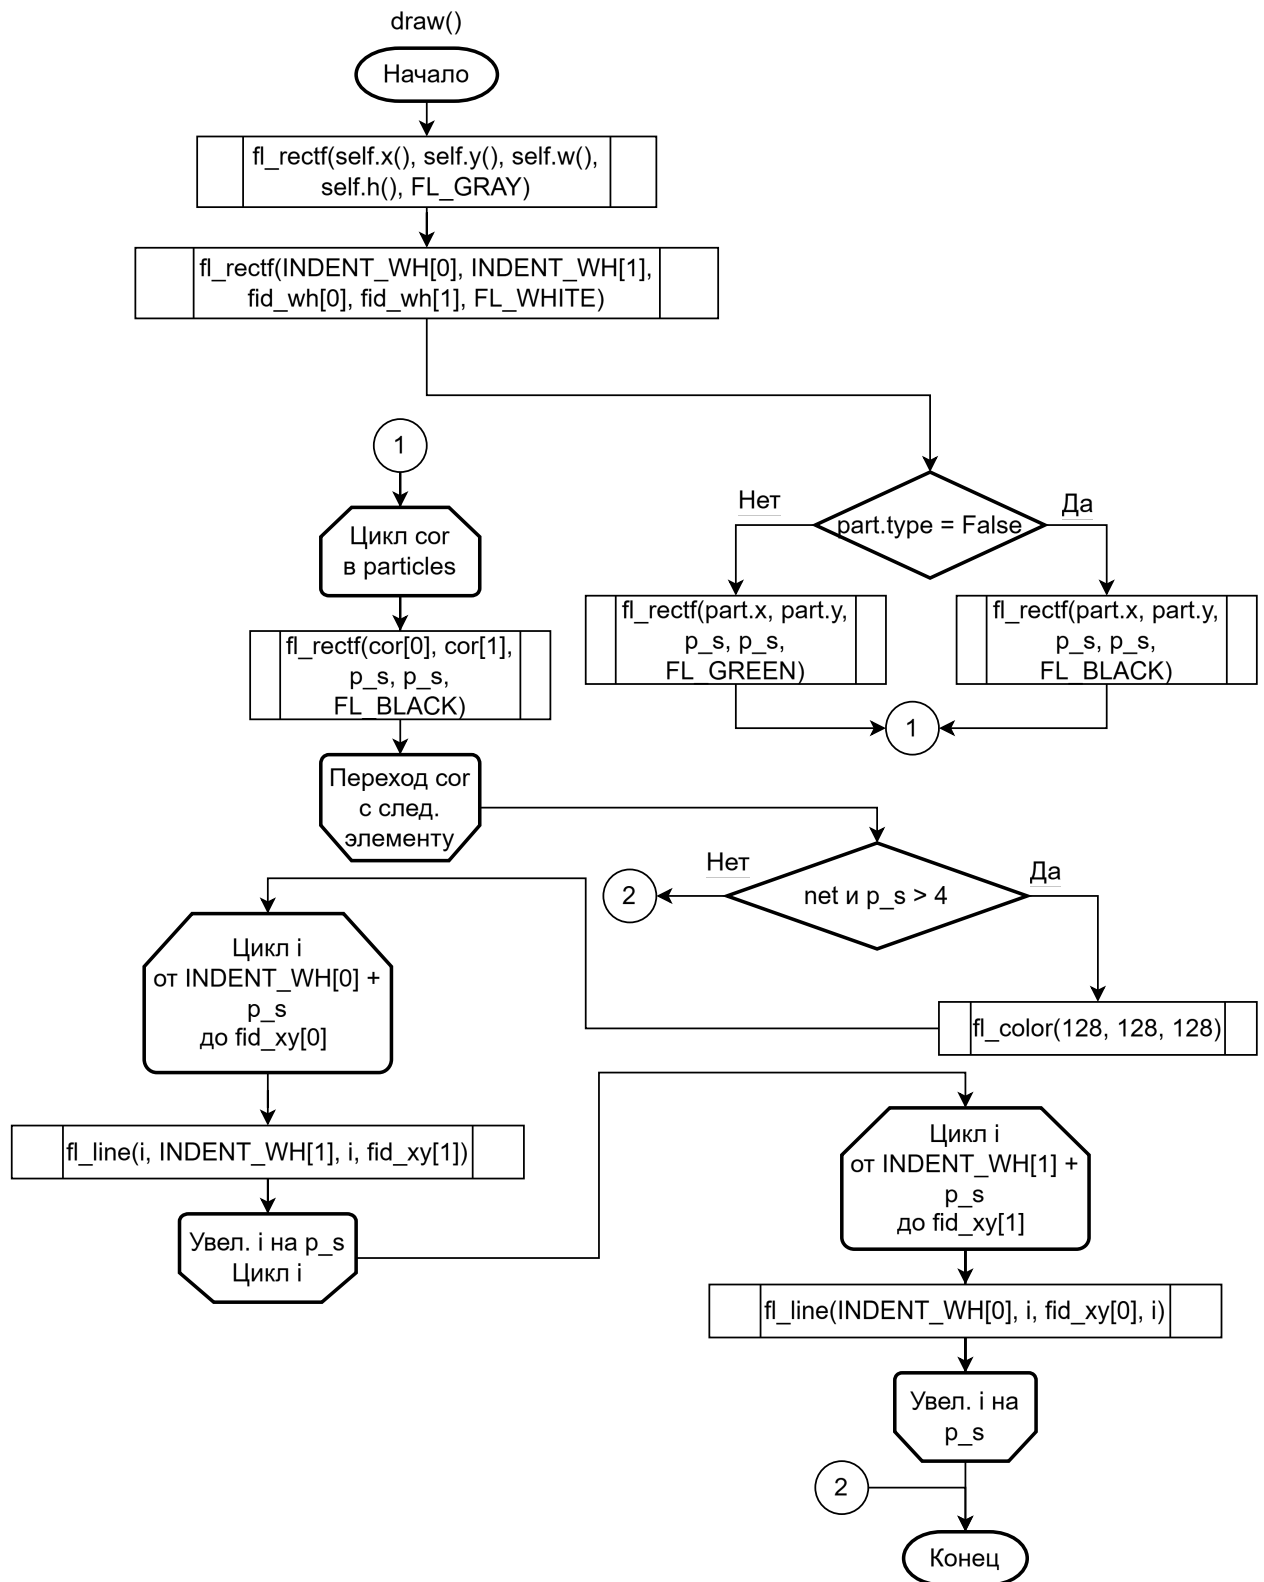 draw()
Начало
fl_rectf(self.x(), self.y(), self.w(),
self.h(), FL_GRAY)
fl_rectf(INDENT_WH[0], INDENT_WH[1],
fid_wh[0], fid_wh[1], FL_WHITE)
part.type = False
Нет
Да
fl_rectf(part.x, part.y,
p_s, p_s,
FL_GREEN)
fl_rectf(part.x, part.y,
p_s, p_s,
FL_BLACK)
1
1
Цикл cor
в particles
fl_rectf(cor[0], cor[1],
p_s, p_s,
FL_BLACK)
Переход cor
с след.
элементу
net и p_s > 4
Нет
Да
2
fl_color(128, 128, 128)
Цикл i
от INDENT_WH[0] +
p_s
до fid_xy[0]
fl_line(i, INDENT_WH[1], i, fid_xy[1])
Увел. i на p_s
Цикл i
Цикл i
от INDENT_WH[1] +
p_s
до fid_xy[1]
fl_line(INDENT_WH[0], i, fid_xy[0], i)
Увел. i на
p_s
2
Конец